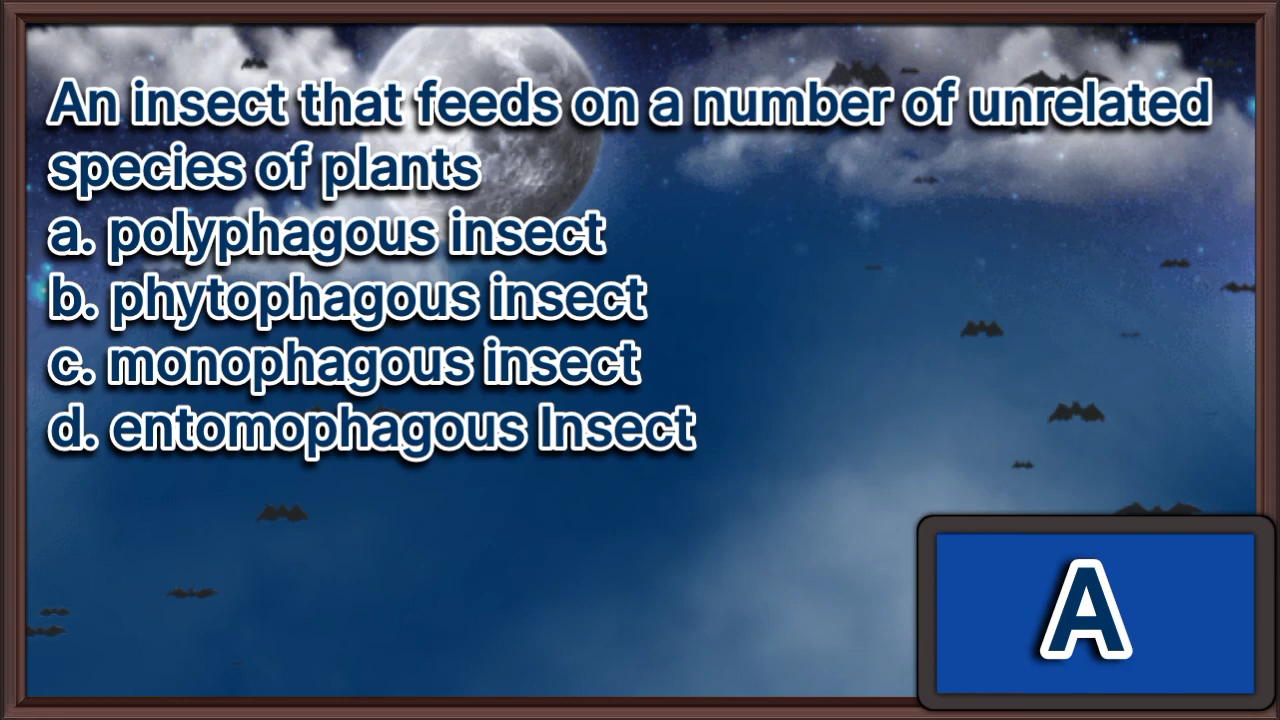 An insect that feeds on a number of unrelated
species of plants
a. polyphagous insect
b. phytophagous insect
c. monophagous insect
d. entomophagous Insect
A